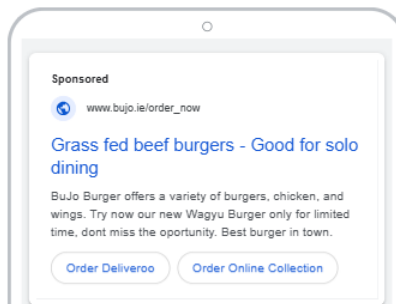 Sponsored
www.bujo.ie/order_now
Grass fed beef burgers - Good for solo
dining
BuJo Burger offers a variety of burgers, chicken, and
wings. Try now our new Wagyu Burger only for limited
time, dont miss the oportunity. Best burger in town.
Order Deliveroo Order Online Collection